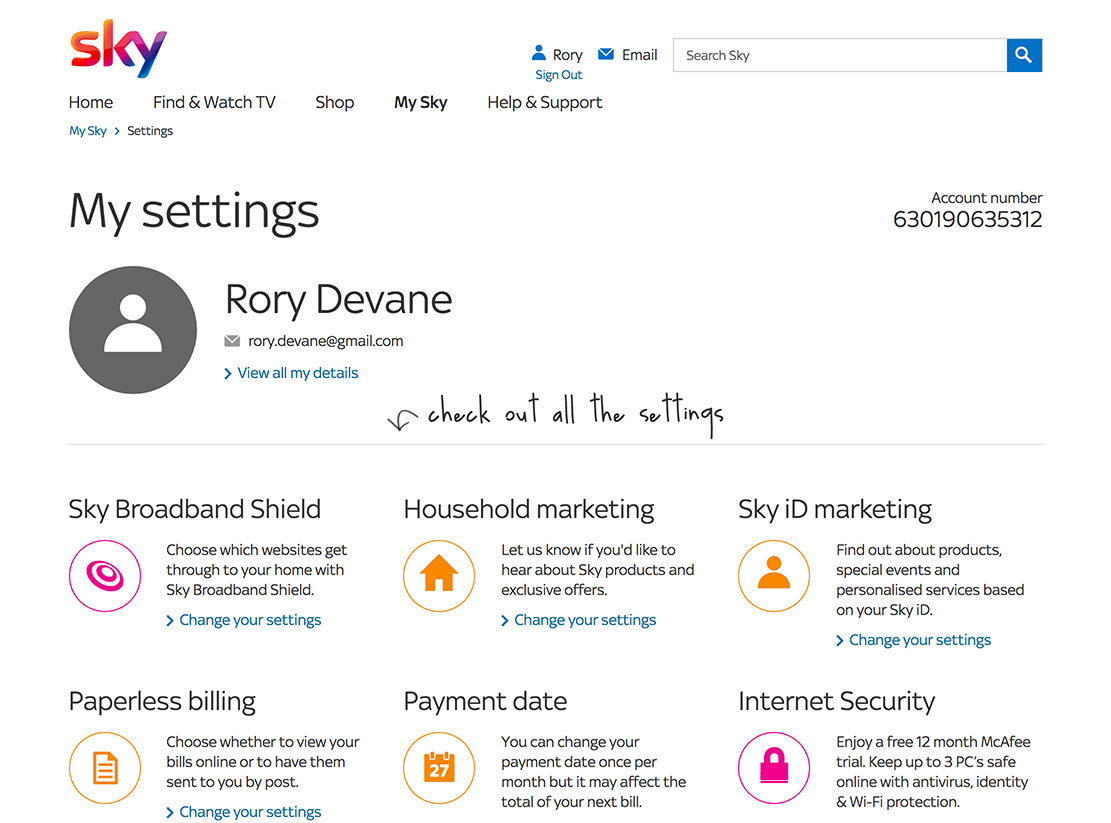 sky
Rory
Email
Search Sky
Sign Out
Home
Find & Watch TV
Shop
My Sky
Help & Support
My Sky > Settings
My settings
Account number
630190635312
Rory Devane
rory.devane@gmail.com
> View all my details
check out all the settings
Sky Broadband Shield
Choose which websites get
through to your home with
Sky Broadband Shield.
> Change your settings
Household marketing
Let us know if you'd like to
hear about Sky products and
exclusive offers.
> Change your settings
Sky iD marketing
Find out about products,
special events and
personalised services based
on your Sky iD.
> Change your settings
Paperless billing
Choose whether to view your
bills online or to have them
sent to you by post.
> Change your settings
Payment date
27
You can change your
payment date once per
month but it may affect the
total of your next bill.
Internet Security
Enjoy a free 12 month McAfee
trial. Keep up to 3 PC's safe
online with antivirus, identity
& Wi-Fi protection.